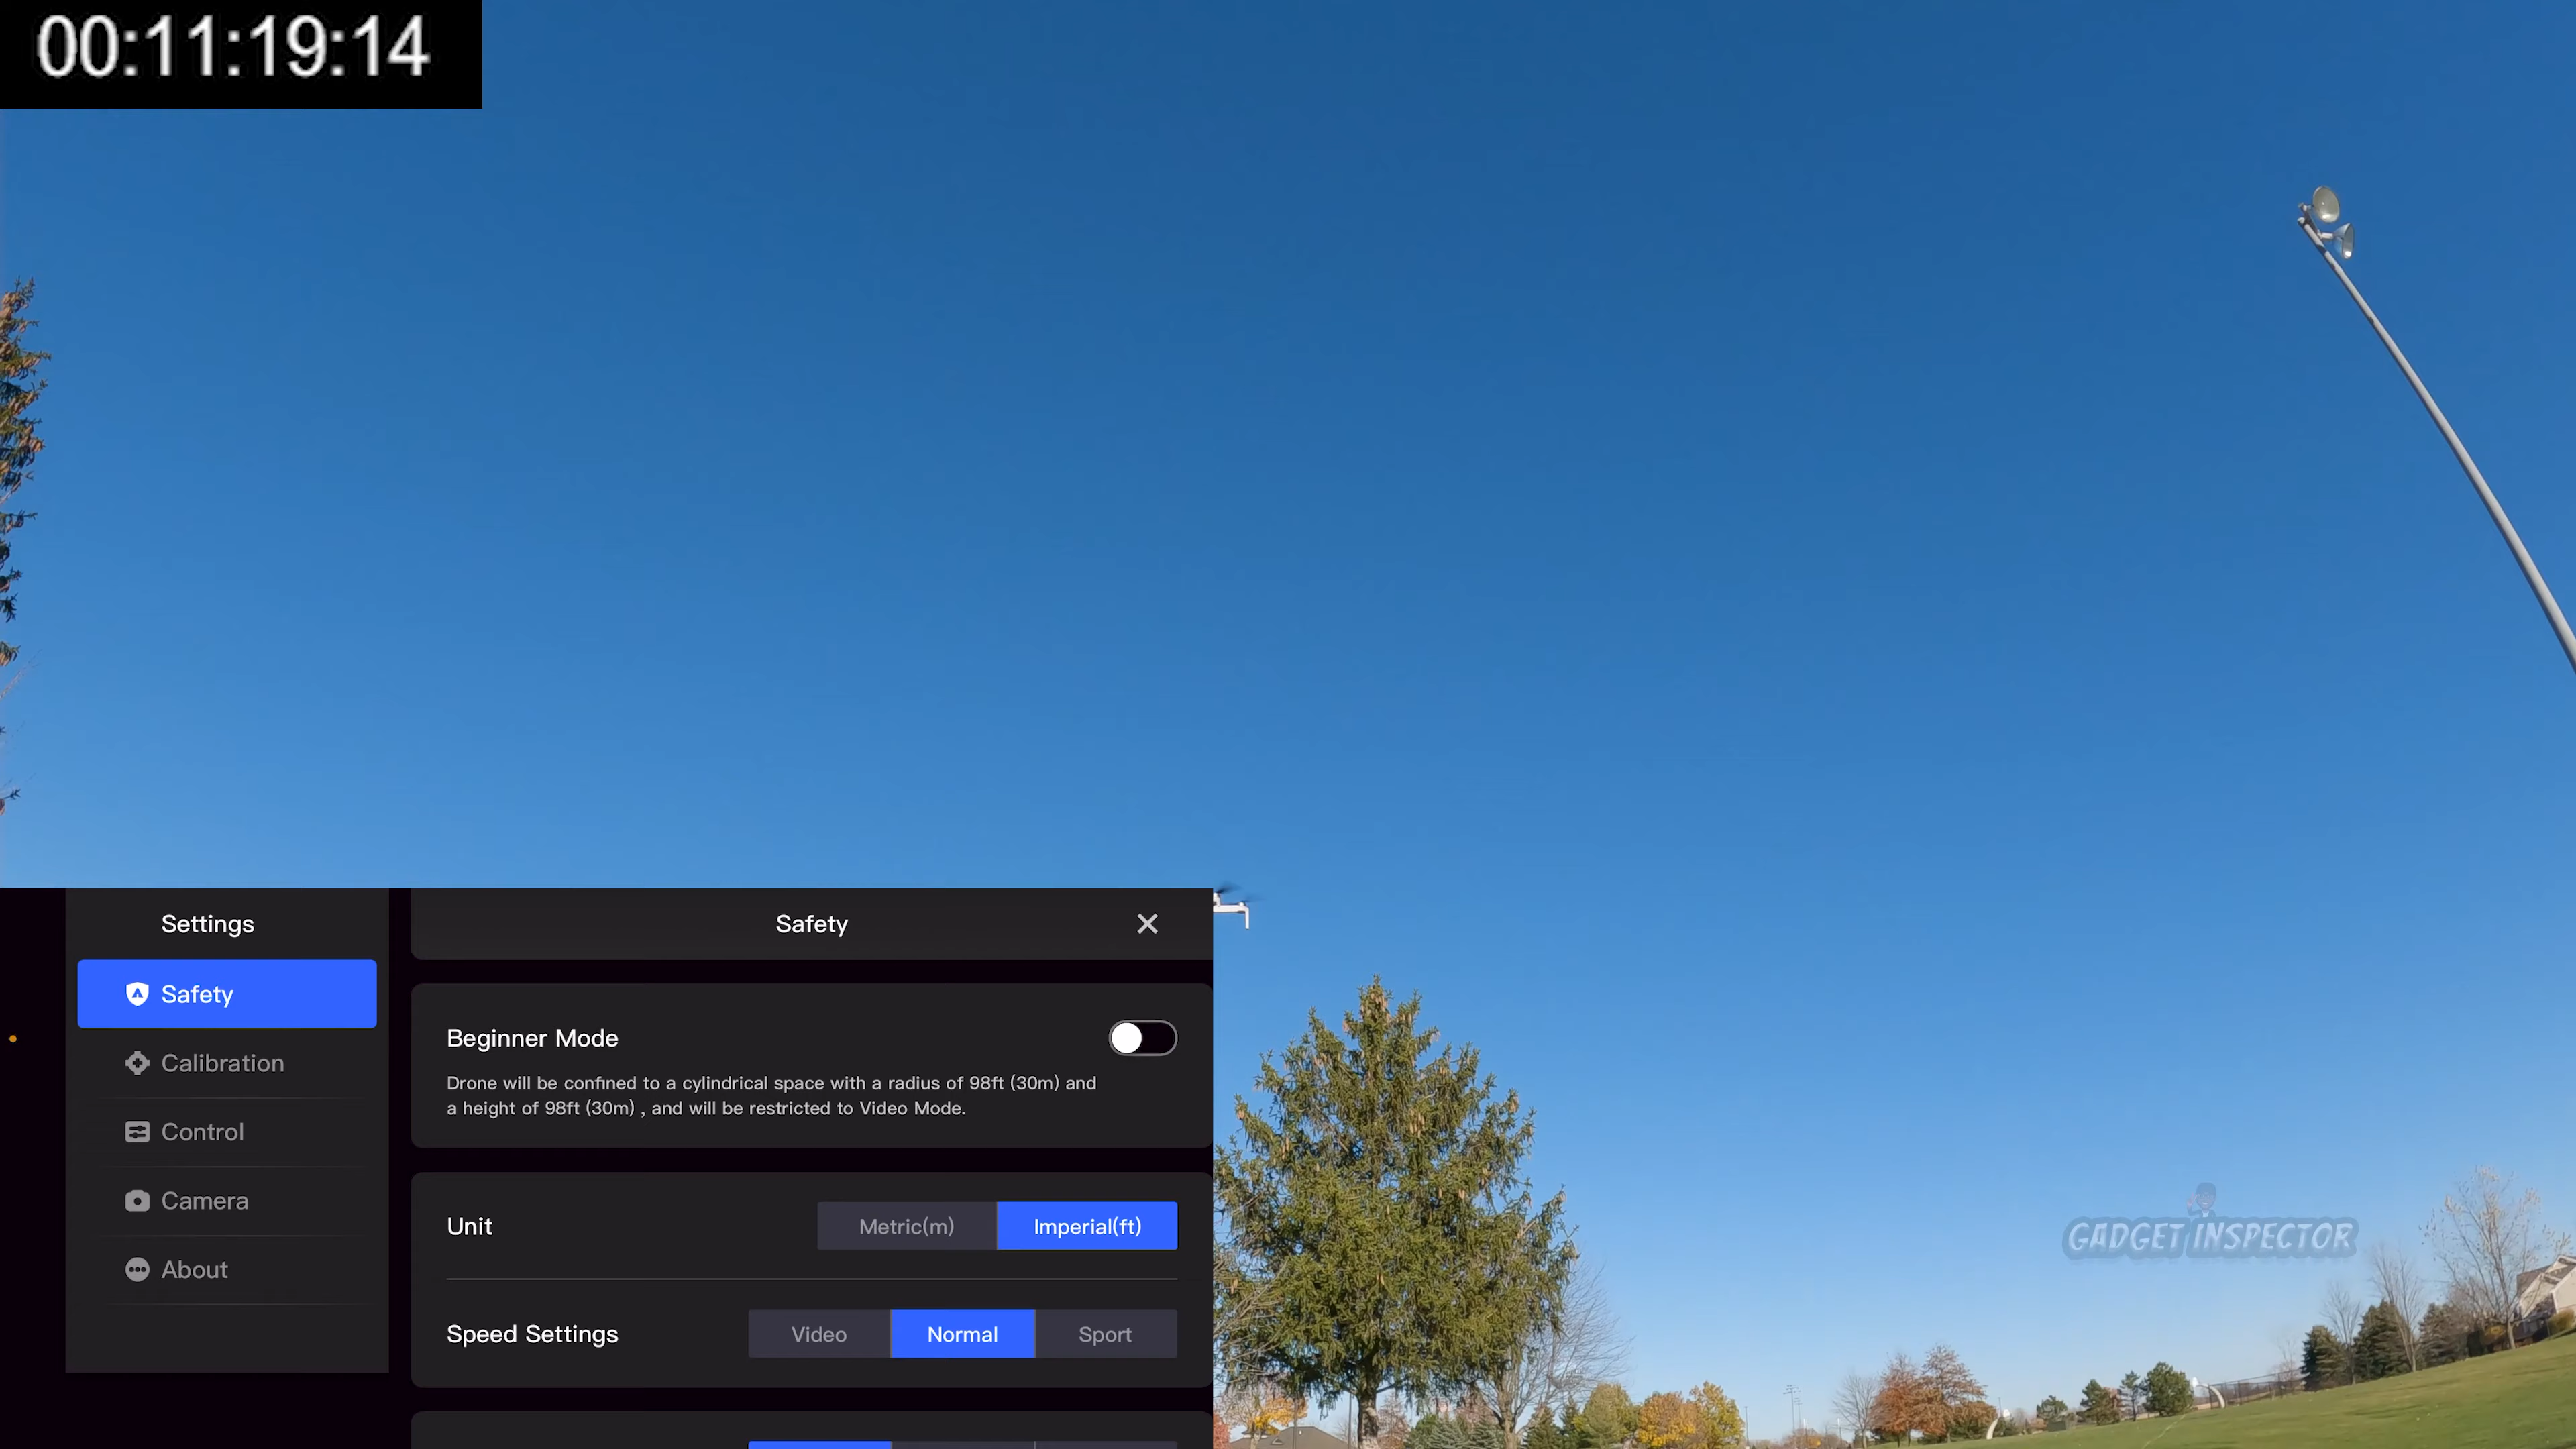 00:11:19:14
Settings
Safety
Calibration
Control
Camera
About
Safety
Beginner Mode
Drone will be confined to a cylindrical space with a radius of 98ft (30m) and
a height of 98ft (30m) , and will be restricted to Video Mode.
Unit
Metric(m)
Imperial(ft)
Speed Settings
Video
Normal
Sport
GADGET INSPECTOR